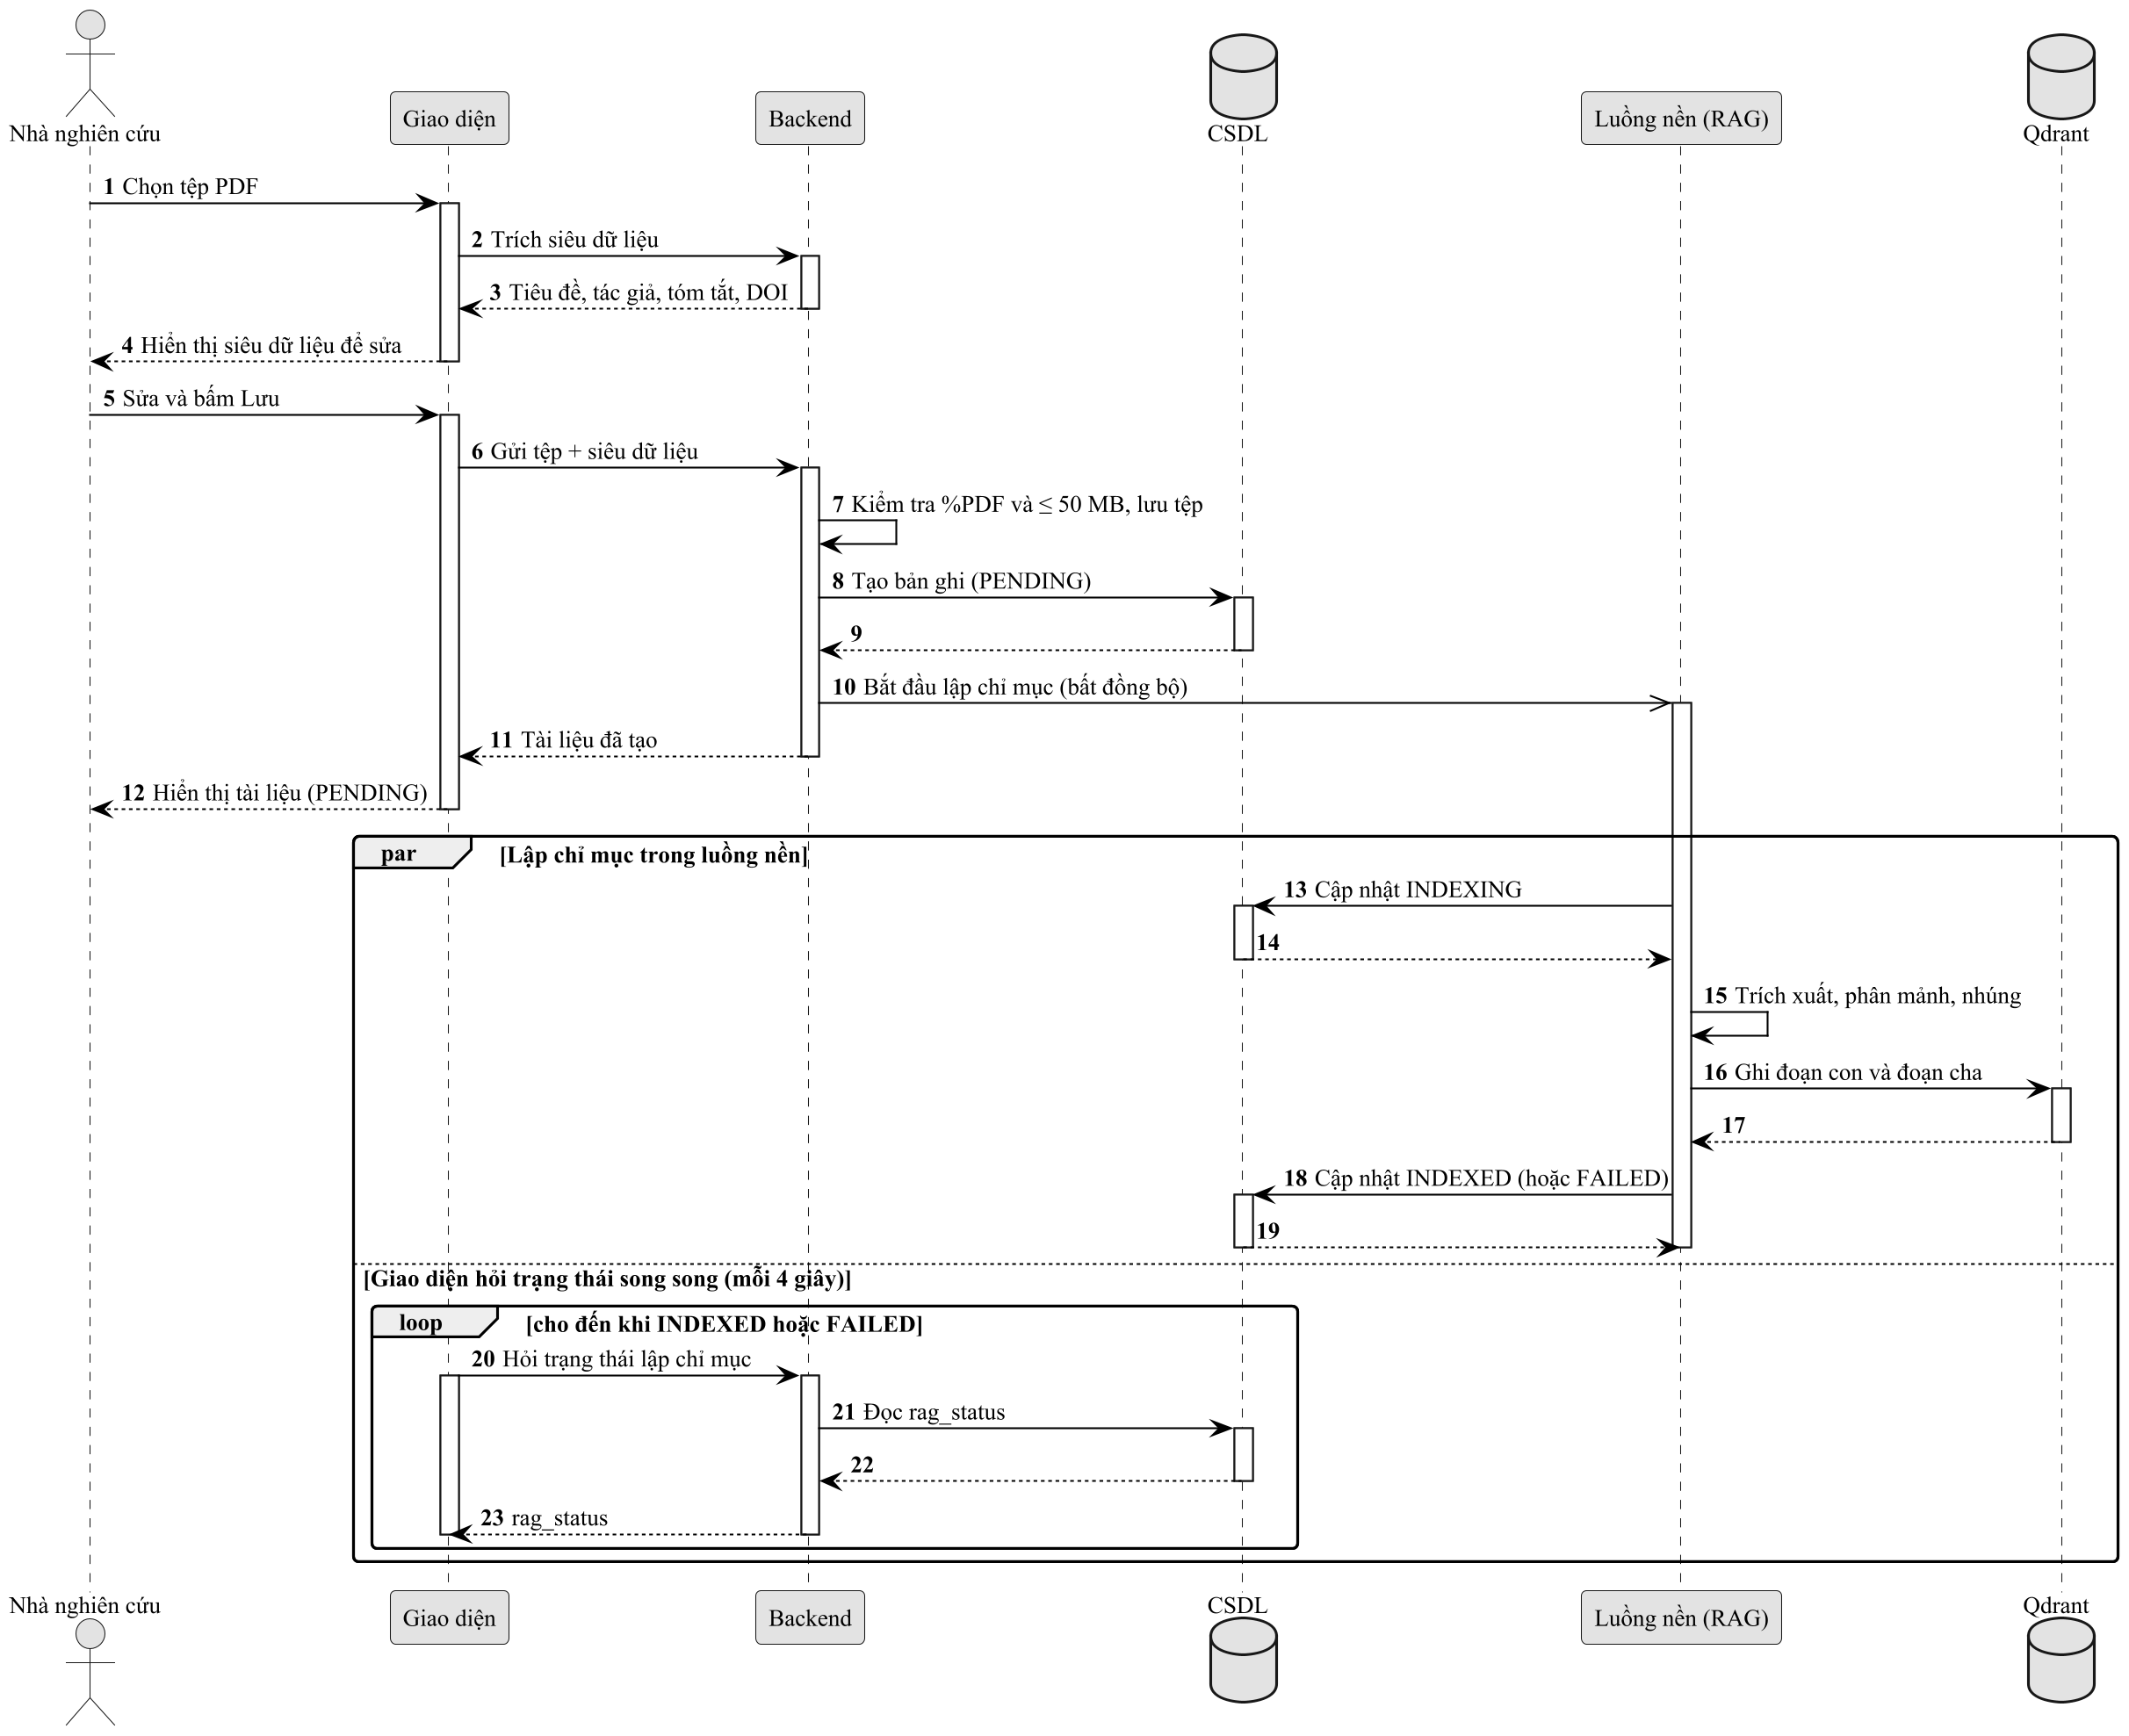 Nhà nghiên cứu
Giao diện
Backend
CSDL
Luồng nền (RAG)
Qdrant
1 Chọn tệp PDF
2 Trích siêu dữ liệu
3 Tiêu đề, tác giả, tóm tắt, DOI
4 Hiển thị siêu dữ liệu để sửa
5 Sửa và bấm Lưu
6 Gửi tệp + siêu dữ liệu
7 Kiểm tra %PDF và ≤ 50 MB, lưu tệp
8 Tạo bản ghi (PENDING)
9
10 Bắt đầu lập chỉ mục (bất đồng bộ)
11 Tài liệu đã tạo
12 Hiển thị tài liệu (PENDING)
par [Lập chỉ mục trong luồng nền]
13 Cập nhật INDEXING
14
15 Trích xuất, phân mảnh, nhúng
16 Ghi đoạn con và đoạn cha
17
18 Cập nhật INDEXED (hoặc FAILED)
19
[Giao diện hỏi trạng thái song song (mỗi 4 giây)]
loop [cho đến khi INDEXED hoặc FAILED]
20 Hỏi trạng thái lập chỉ mục
21 Đọc rag_status
22
23 rag_status
Nhà nghiên cứu
Giao diện
Backend
CSDL
Luồng nền (RAG)
Qdrant